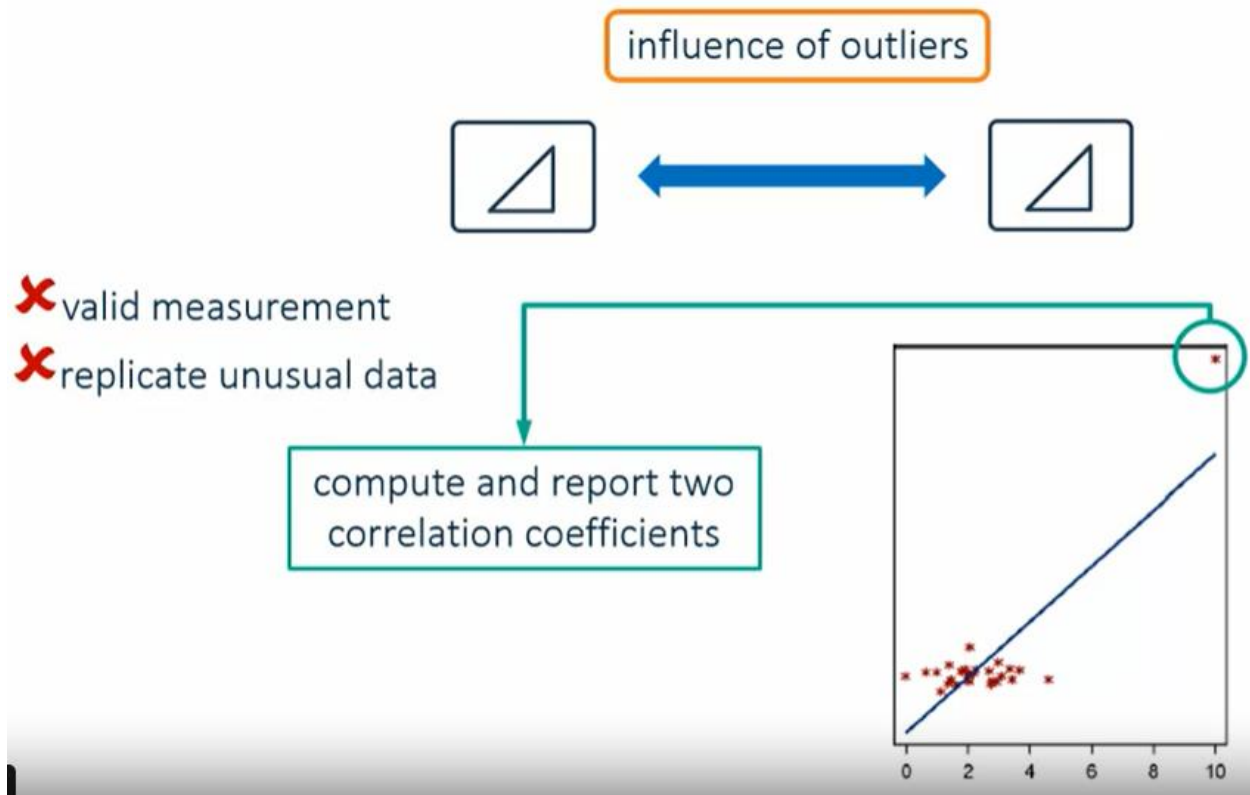 influence of outliers
valid measurement
replicate unusual data
compute and report two
correlation coefficients
0 2 4 6 8 10